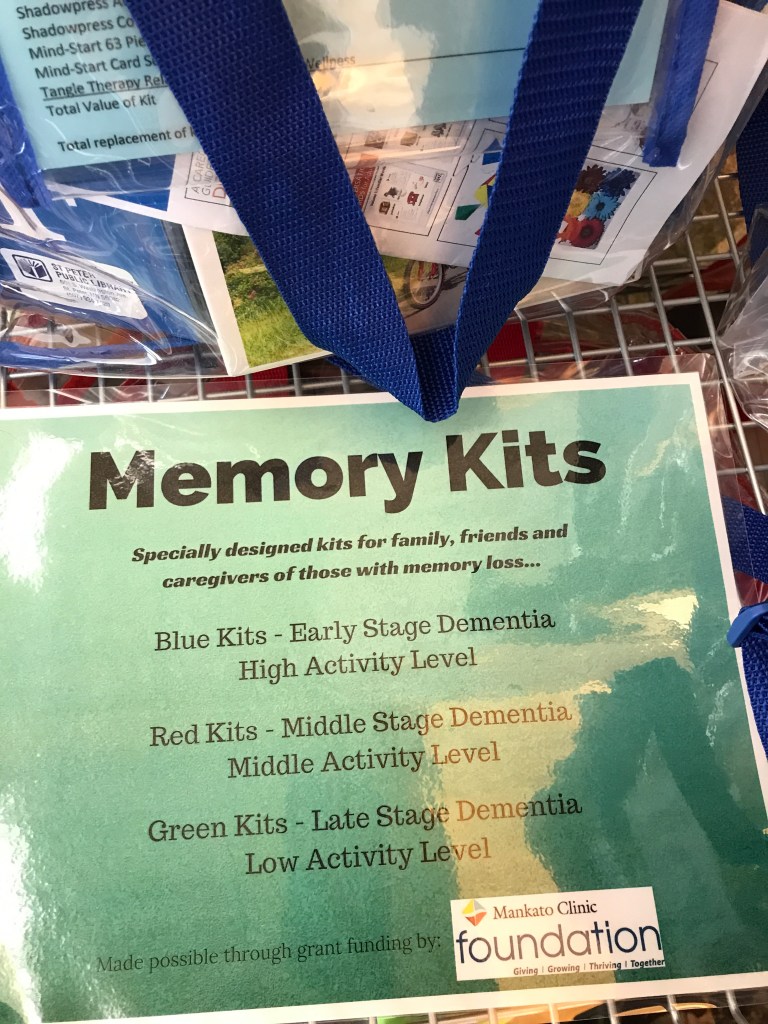 Shadowpress A
Shadowpress Co
Mind-Start 63 Pie
Mind-Start Card S
Wellness
Tangle Therapy Rel
Total Value of Kit
Total replacement of
ST PETER
PUBLIC LIBRARY
Memory Kits
Specially designed kits for family, friends and
caregivers of those with memory loss...
Blue Kits - Early Stage Dementia
High Activity Level
Red Kits - Middle Stage Dementia
Middle Activity Level
Green Kits - Late Stage Dementia
Low Activity Level
Made possible through grant funding by:
Mankato Clinic
foundation
Giving | Growing | Thriving | Together